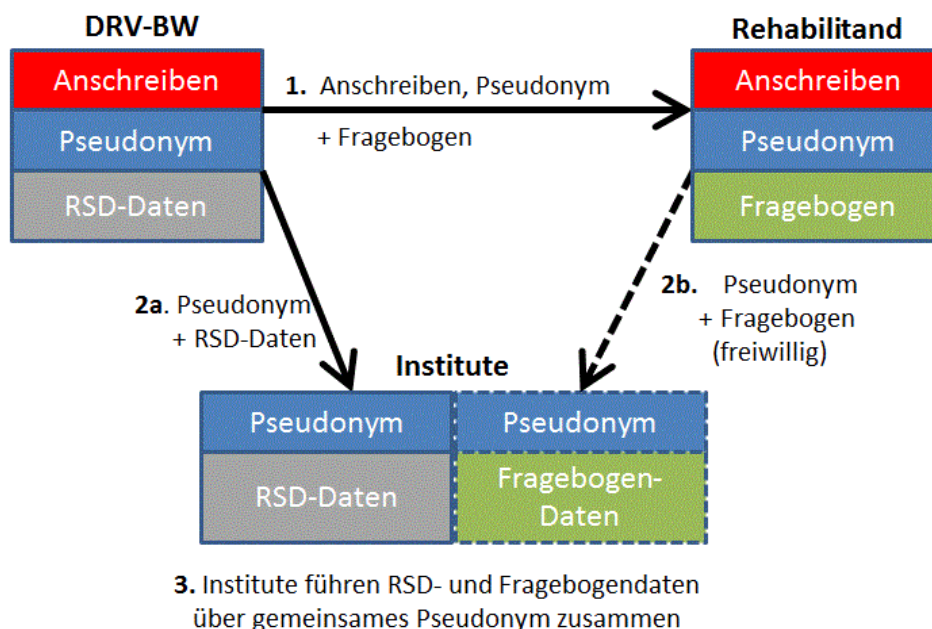 DRV-BW
Anschreiben
Pseudonym
RSD-Daten
1. Anschreiben, Pseudonym
+ Fragebogen
Rehabilitand
Anschreiben
Pseudonym
Fragebogen
2a. Pseudonym
+ RSD-Daten
2b. Pseudonym
+ Fragebogen
(freiwillig)
Institute
Pseudonym
RSD-Daten
Pseudonym
Fragebogen-
Daten
3. Institute führen RSD- und Fragebogendaten
über gemeinsames Pseudonym zusammen